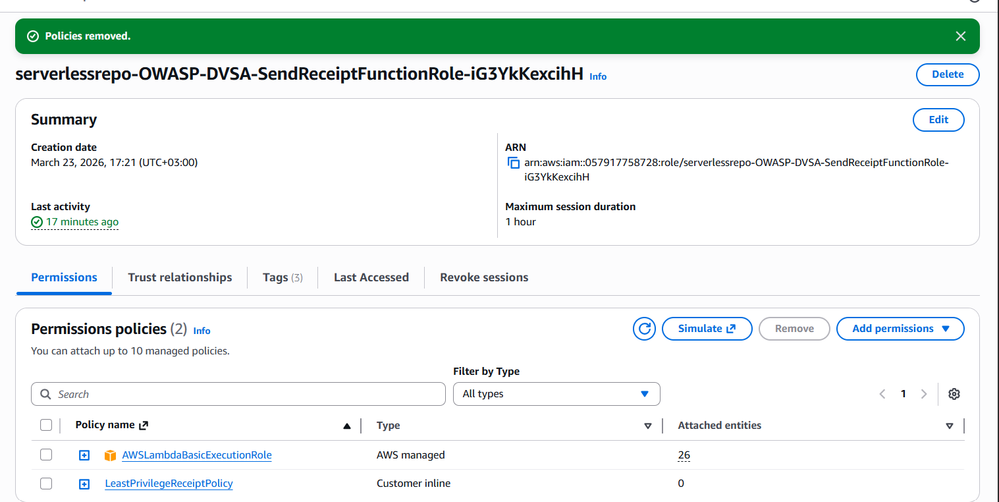 Policies removed.
serverlessrepo-OWASP-DVSA-SendReceiptFunctionRole-iG3YkKexcihH Info
Delete
Summary
Edit
Creation date
March 23, 2026, 17:21 (UTC+03:00)
ARN
arn:aws:iam::057917758728:role/serverlessrepo-OWASP-DVSA-SendReceiptFunctionRole-
iG3YkKexcihH
Last activity
17 minutes ago
Maximum session duration
1 hour
Permissions Trust relationships Tags (3) Last Accessed Revoke sessions
Permissions policies (2) Info
Simulate Remove Add permissions
You can attach up to 10 managed policies.
Filter by Type
Search All types 1
Policy name Type Attached entities
AWSLambdaBasicExecutionRole AWS managed 26
LeastPrivilegeReceiptPolicy Customer inline 0